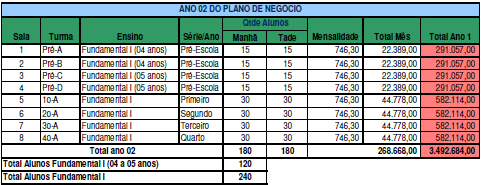 ANO 02 DO PLANO DE NEGÓCIO
Sala Turma Ensino Série/Ano Qtde Alunos Mensalidade Total Mês Total Ano 1
Manhã Tade
1 Pré-A Fundamental I (04 anos) Pré-Escola 15 15 746,30 22.389,00 291.057,00
2 Pré-B Fundamental I (04 anos) Pré-Escola 15 15 746,30 22.389,00 291.057,00
3 Pré-C Fundamental I (05 anos) Pré-Escola 15 15 746,30 22.389,00 291.057,00
4 Pré-D Fundamental I (05 anos) Pré-Escola 15 15 746,30 22.389,00 291.057,00
5 1o-A Fundamental I Primeiro 30 30 746,30 44.778,00 582.114,00
6 2o-A Fundamental I Segundo 30 30 746,30 44.778,00 582.114,00
7 3o-A Fundamental I Terceiro 30 30 746,30 44.778,00 582.114,00
8 4o-A Fundamental I Quarto 30 30 746,30 44.778,00 582.114,00
Total ano 02 180 180 268.668,00 3.492.684,00
Total Alunos Fundamental I (04 a 05 anos) 120
Total Alunos Fundamental I 240